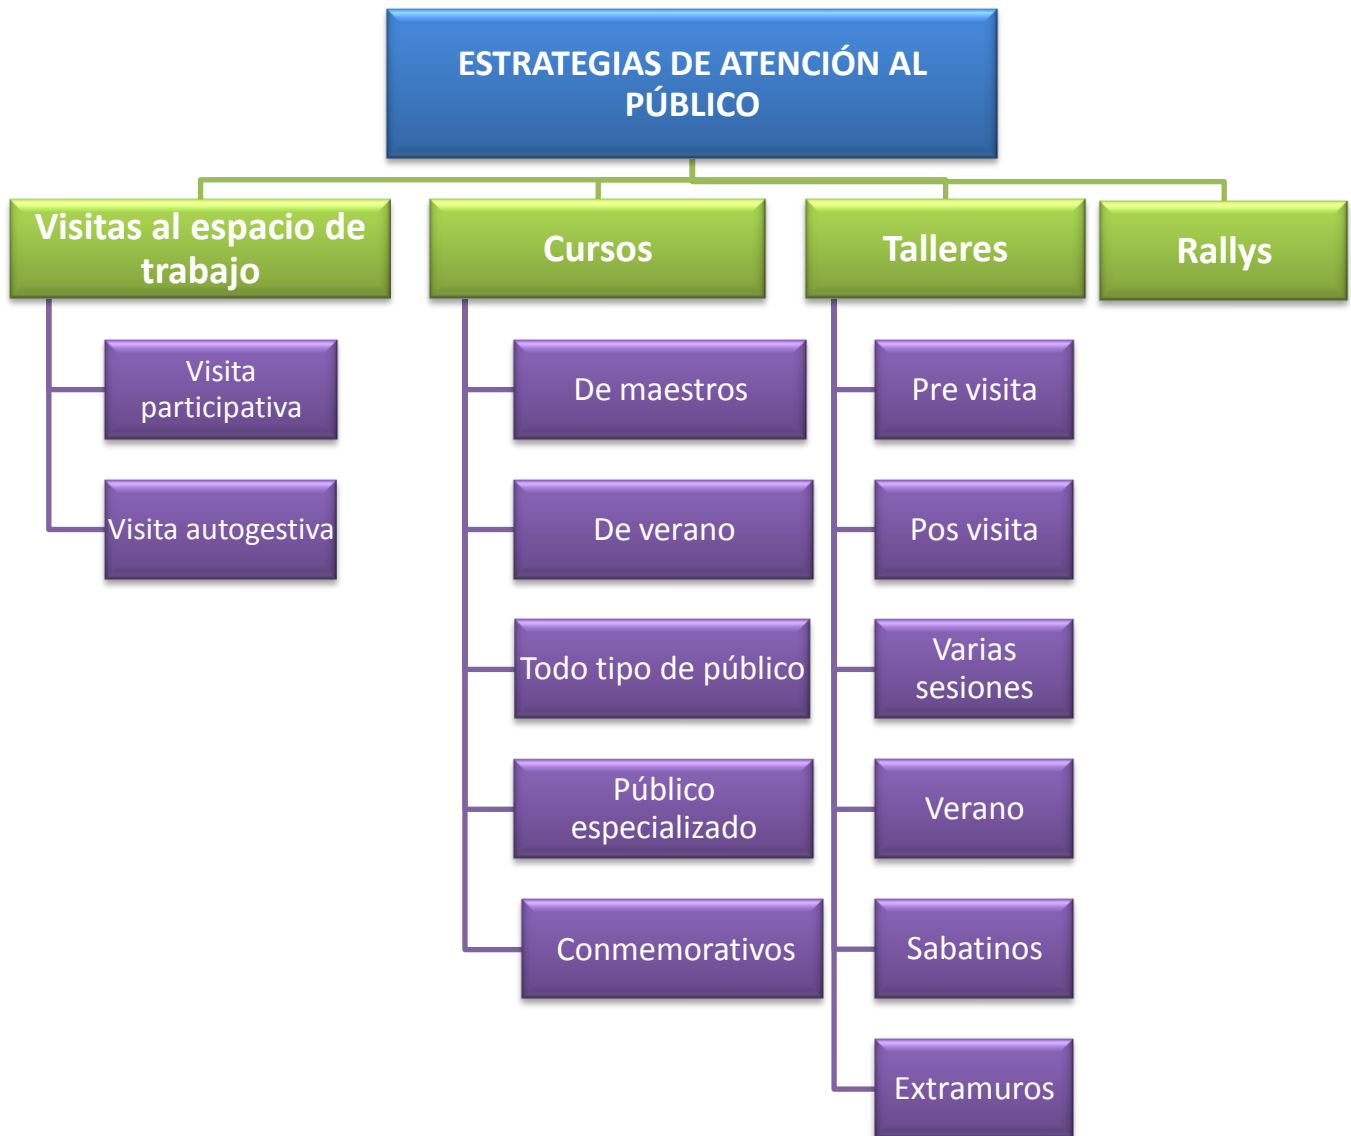 ESTRATEGIAS DE ATENCIÓN AL
PÚBLICO
Visitas al espacio de
trabajo
Visita
participativa
Visita autogestiva
Cursos
De maestros
De verano
Todo tipo de público
Público
especializado
Conmemorativos
Talleres
Pre visita
Pos visita
Varias
sesiones
Verano
Sabatinos
Extramuros
Rallys